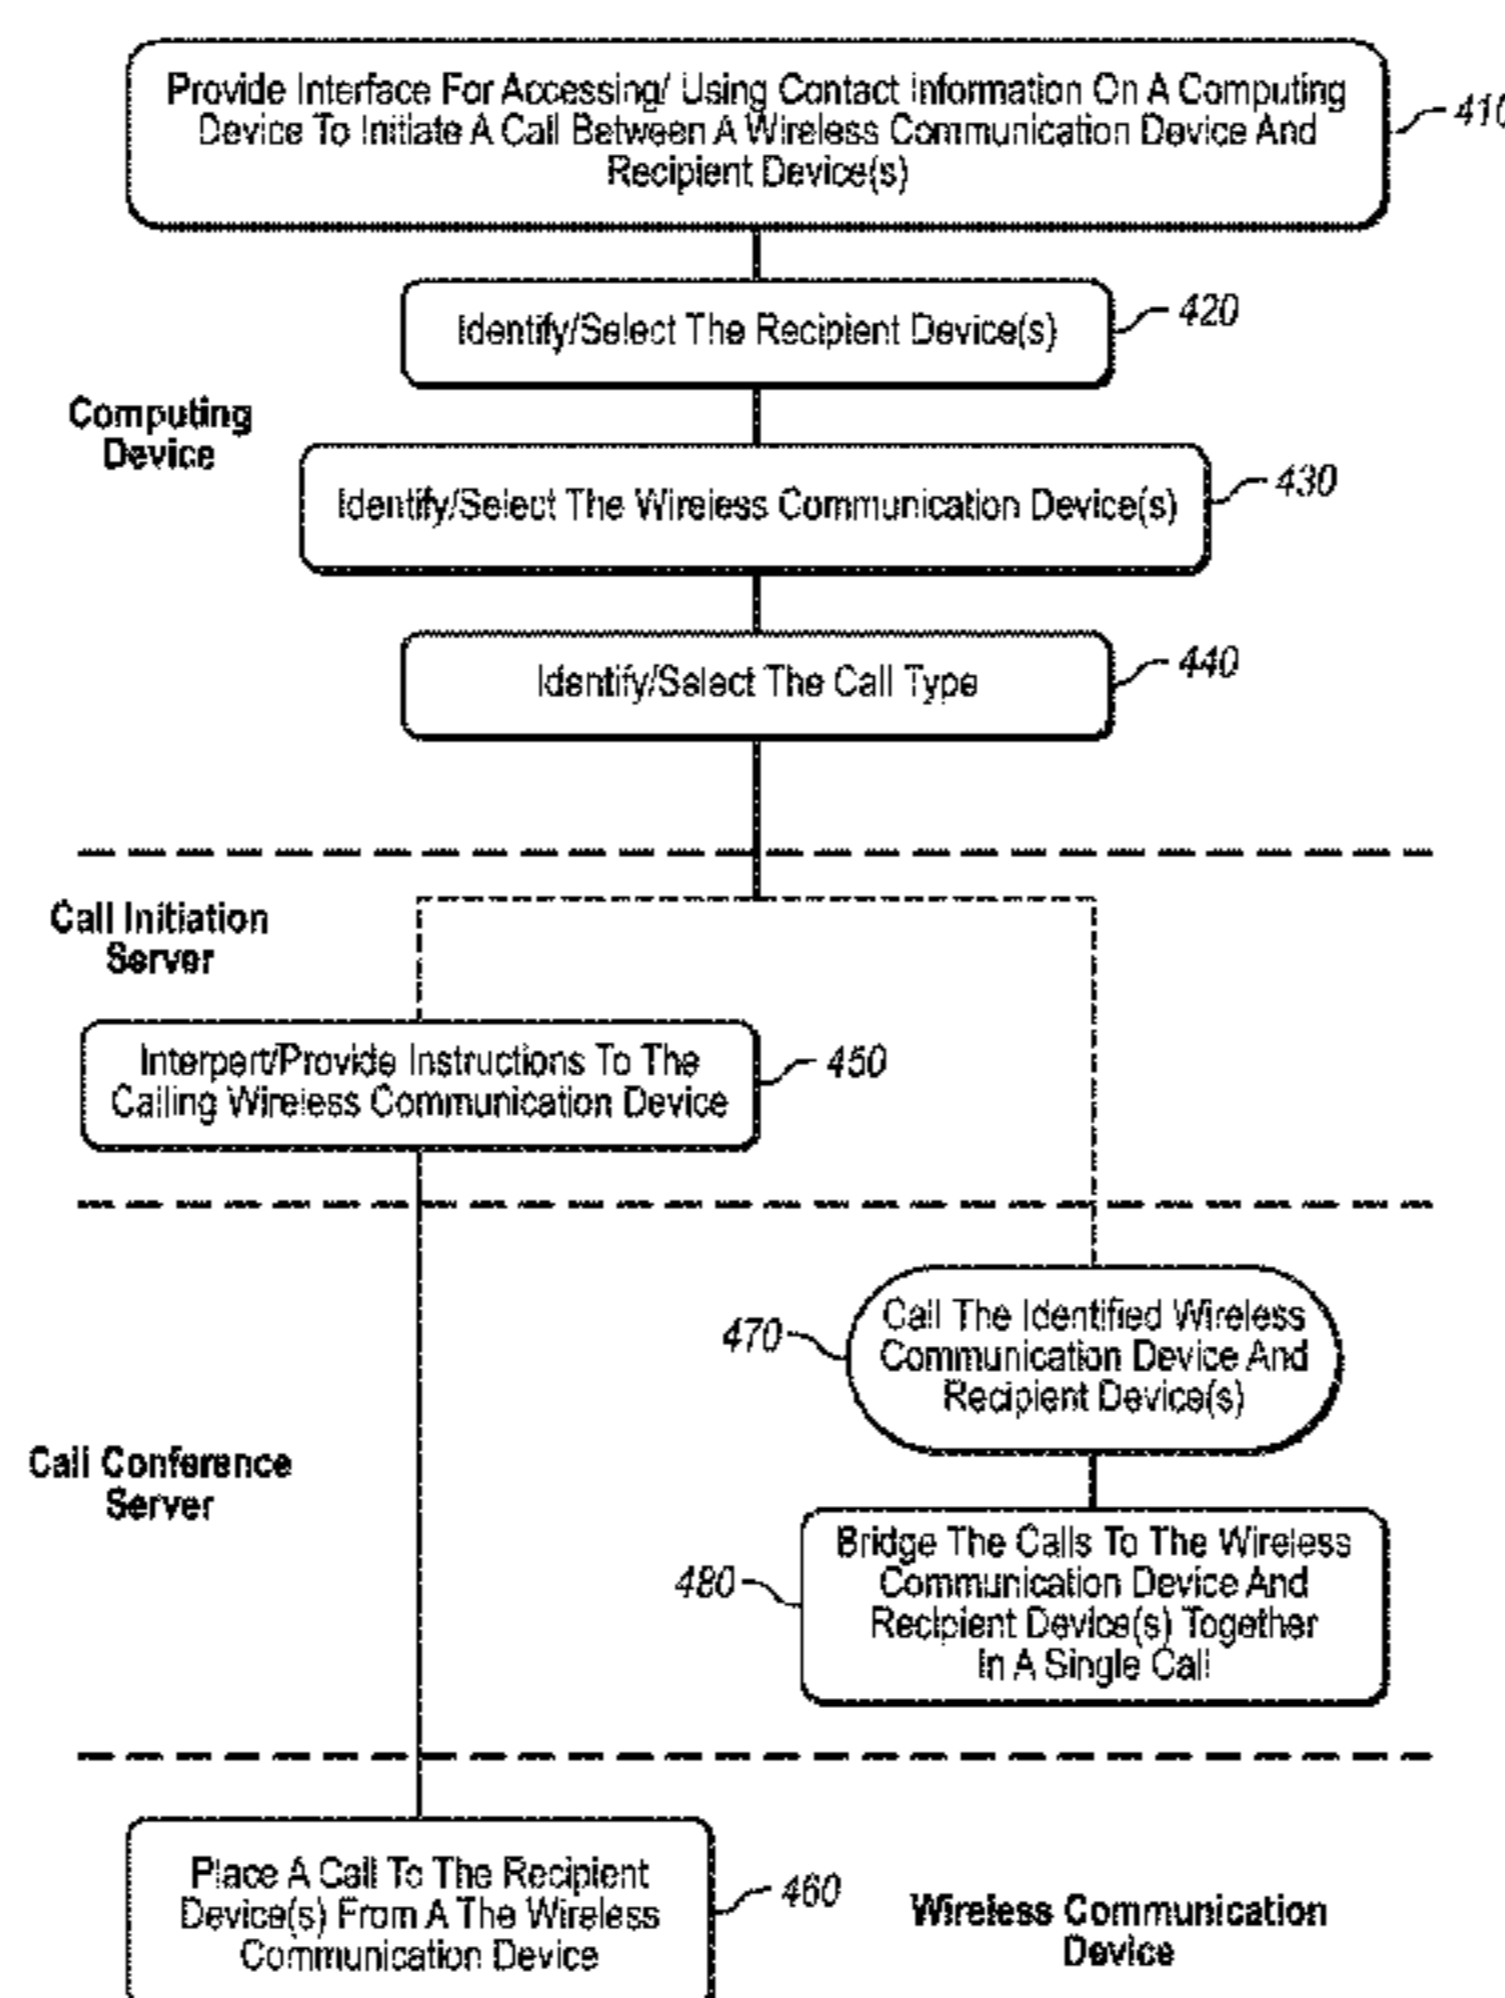 Provide Interface For Accessing/ Using Contact Information On A Computing
Device To Initiate A Call Between A Wireless Communication Device And
Recipient Device(s)
410
Identify/Select The Recipient Device(s)
420
Computing
Device
Identify/Select The Wireless Communication Device(s)
430
Identify/Select The Call Type
440
Call Initiation
Server
Interpert/Provide Instructions To The
Calling Wireless Communication Device
450
Call The Identified Wireless
Communication Device And
Recipient Device(s)
470
Call Conference
Server
Bridge The Calls To The Wireless
Communication Device And
Recipient Device(s) Together
In A Single Call
480
Place A Call To The Recipient
Device(s) From A The Wireless
Communication Device
460
Wireless Communication
Device